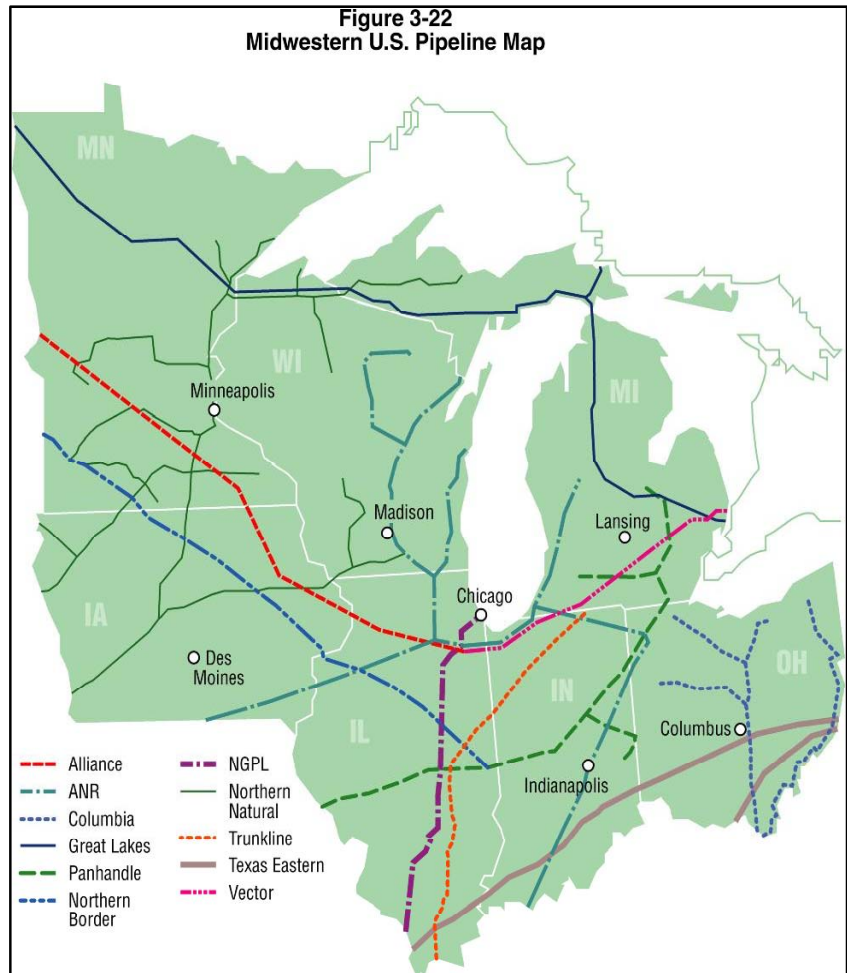 Figure 3-22
Midwestern U.S. Pipeline Map
MN
WI
MI
Minneapolis
Madison
Lansing
Chicago
IA
Des
Moines
IL
IN
OH
Columbus
Indianapolis
Alliance
ANR
Columbia
Great Lakes
Panhandle
Northern
Border
NGPL
Northern
Natural
Trunkline
Texas Eastern
Vector